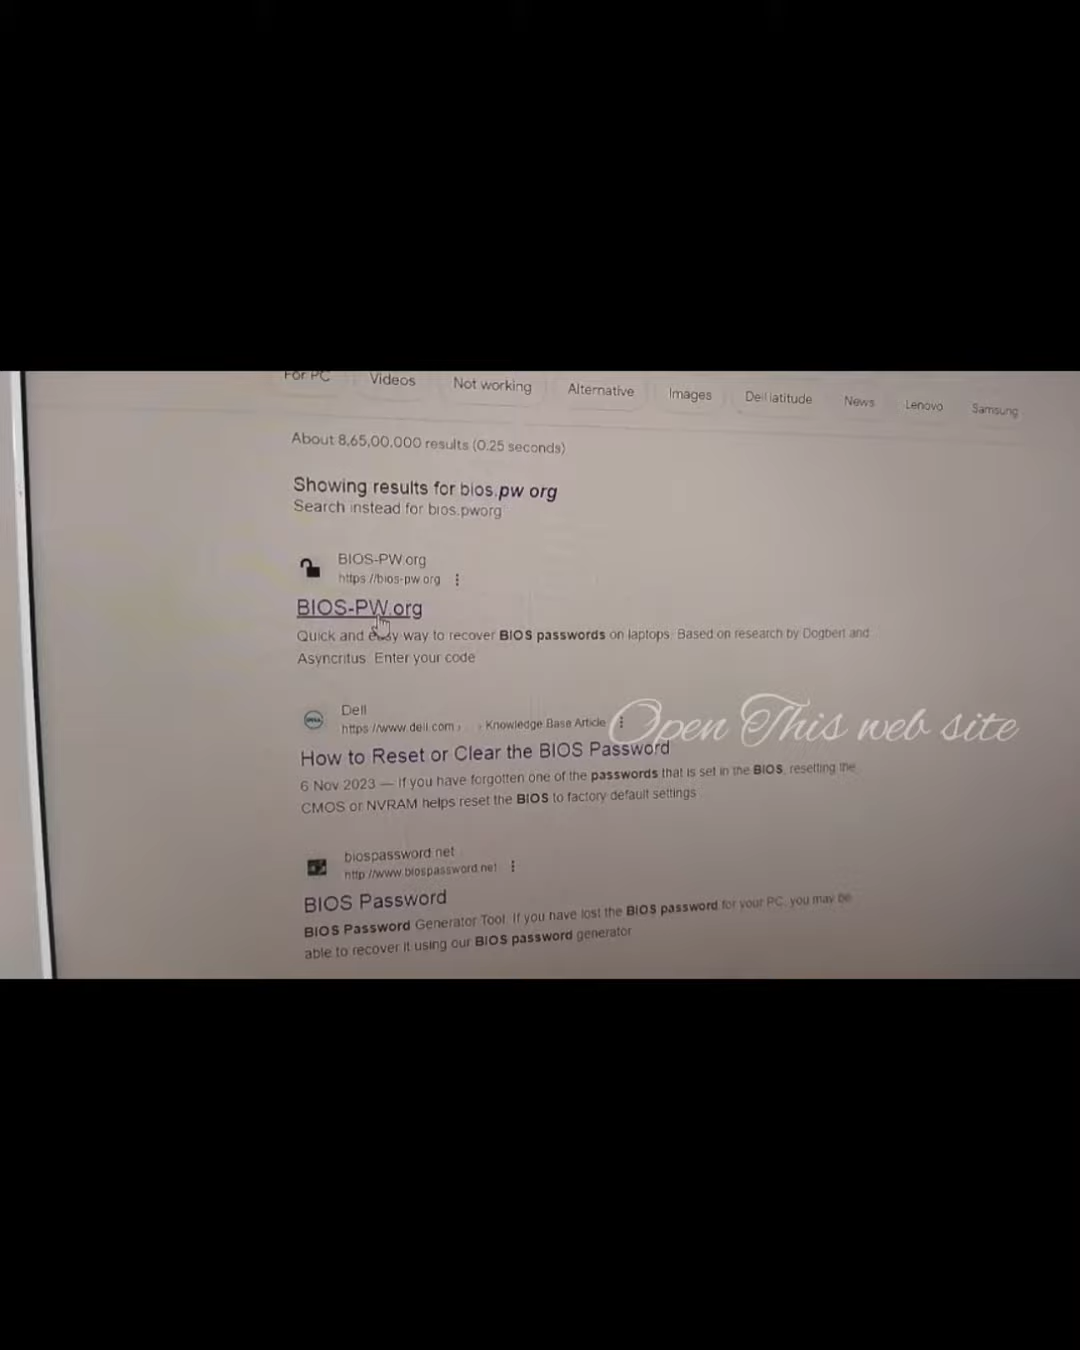 For PC Videos Not working Alternative Images Dell latitude News Lenovo Samsung
About 8,65,00,000 results (0.25 seconds)
Showing results for bios.pw org
Search instead for bios.pworg
BIOS-PW.org
https://bios-pw.org
BIOS-PW.org
Quick and easy way to recover BIOS passwords on laptops. Based on research by Dogbert and
Asyncritus. Enter your code
Dell
https://www.dell.com › ... › Knowledge Base Article
Open This web site
How to Reset or Clear the BIOS Password
6 Nov 2023 — If you have forgotten one of the passwords that is set in the BIOS, resetting the
CMOS or NVRAM helps reset the BIOS to factory default settings
biospassword.net
http://www.biospassword.net
BIOS Password
BIOS Password Generator Tool. If you have lost the BIOS password for your PC, you may be
able to recover it using our BIOS password generator